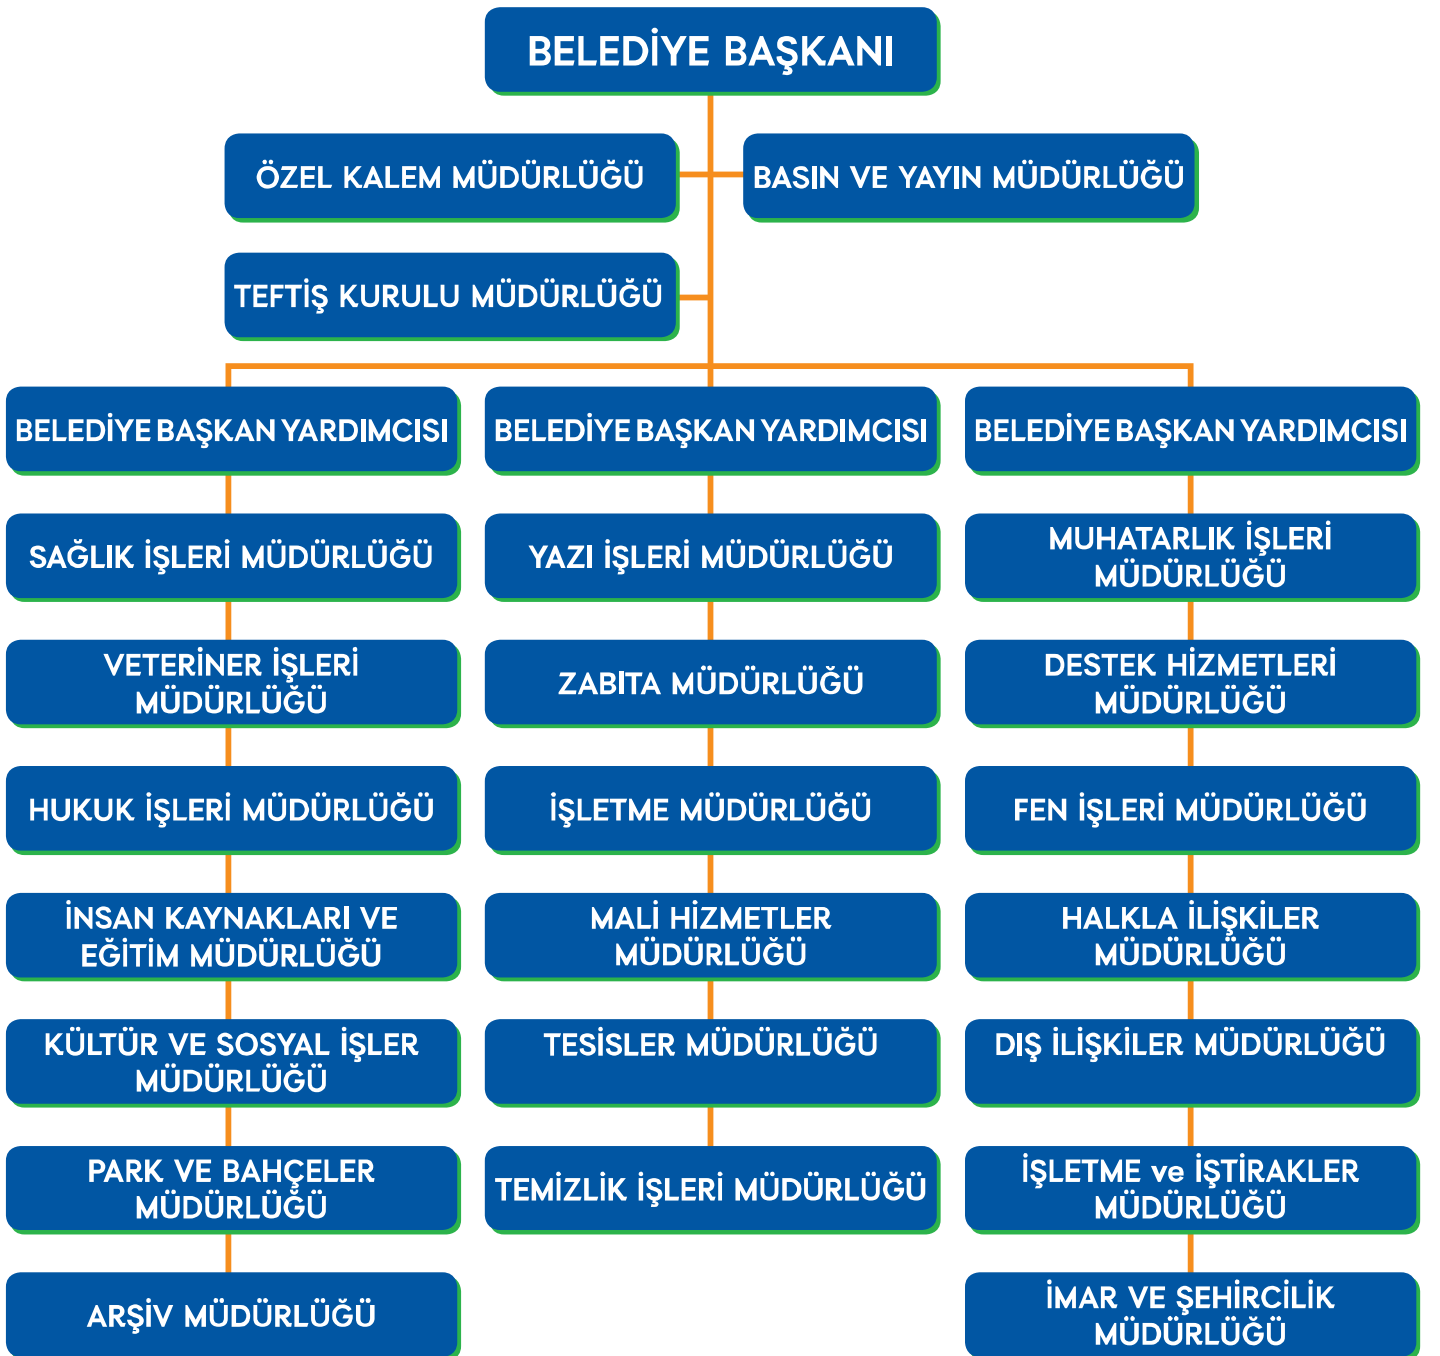 BELEDİYE BAŞKANI
ÖZEL KALEM MÜDÜRLÜĞÜ
BASIN VE YAYIN MÜDÜRLÜĞÜ
TEFTİŞ KURULU MÜDÜRLÜĞÜ
BELEDİYE BAŞKAN YARDIMCISI
SAĞLIK İŞLERİ MÜDÜRLÜĞÜ
VETERİNER İŞLERİ
MÜDÜRLÜĞÜ
HUKUK İŞLERİ MÜDÜRLÜĞÜ
İNSAN KAYNAKLARI VE
EĞİTİM MÜDÜRLÜĞÜ
KÜLTÜR VE SOSYAL İŞLER
MÜDÜRLÜĞÜ
PARK VE BAHÇELER
MÜDÜRLÜĞÜ
ARŞİV MÜDÜRLÜĞÜ
BELEDİYE BAŞKAN YARDIMCISI
YAZI İŞLERİ MÜDÜRLÜĞÜ
ZABITA MÜDÜRLÜĞÜ
İŞLETME MÜDÜRLÜĞÜ
MALİ HİZMETLER
MÜDÜRLÜĞÜ
TESİSLER MÜDÜRLÜĞÜ
TEMİZLİK İŞLERİ MÜDÜRLÜĞÜ
BELEDİYE BAŞKAN YARDIMCISI
MUHATARLIK İŞLERİ
MÜDÜRLÜĞÜ
DESTEK HİZMETLERİ
MÜDÜRLÜĞÜ
FEN İŞLERİ MÜDÜRLÜĞÜ
HALKLA İLİŞKİLER
MÜDÜRLÜĞÜ
DIŞ İLİŞKİLER MÜDÜRLÜĞÜ
İŞLETME ve İŞTİRAKLER
MÜDÜRLÜĞÜ
İMAR VE ŞEHİRCİLİK
MÜDÜRLÜĞÜ